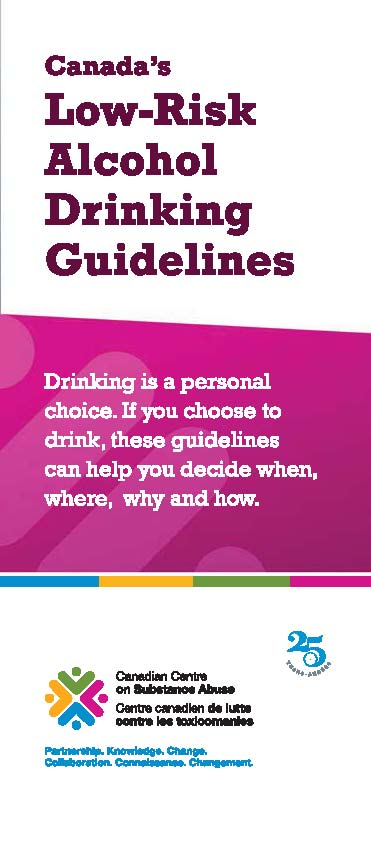 Canada’s
Low-Risk
Alcohol
Drinking
Guidelines
Drinking is a personal
choice. If you choose to
drink, these guidelines
can help you decide when,
where, why and how.
25
YEARS • ANNÉES
Canadian Centre
on Substance Abuse
Centre canadien de lutte
contre les toxicomanies
Partnership. Knowledge. Change.
Collaboration. Connaissance. Changement.